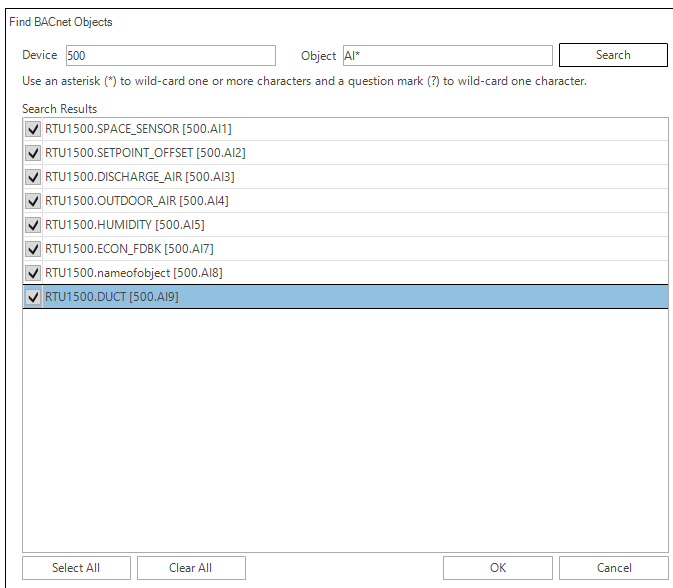 Find BACnet Objects
Device 500 Object AI* Search
Use an asterisk (*) to wild-card one or more characters and a question mark (?) to wild-card one character.
Search Results
RTU1500.SPACE_SENSOR [500.AI1]
RTU1500.SETPOINT_OFFSET [500.AI2]
RTU1500.DISCHARGE_AIR [500.AI3]
RTU1500.OUTDOOR_AIR [500.AI4]
RTU1500.HUMIDITY [500.AI5]
RTU1500.ECON_FDBK [500.AI7]
RTU1500.nameofobject [500.AI8]
RTU1500.DUCT [500.AI9]
Select All Clear All OK Cancel